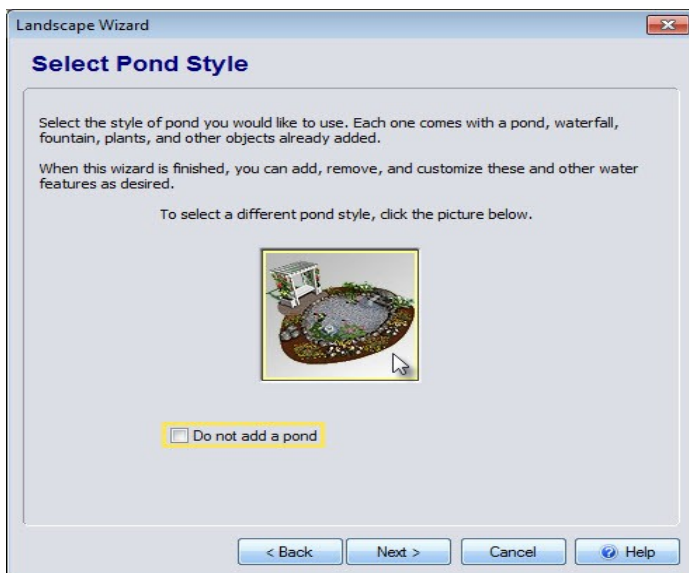 Landscape Wizard
Select Pond Style
Select the style of pond you would like to use. Each one comes with a pond, waterfall,
fountain, plants, and other objects already added.
When this wizard is finished, you can add, remove, and customize these and other water
features as desired.
To select a different pond style, click the picture below.
Do not add a pond
< Back Next > Cancel Help